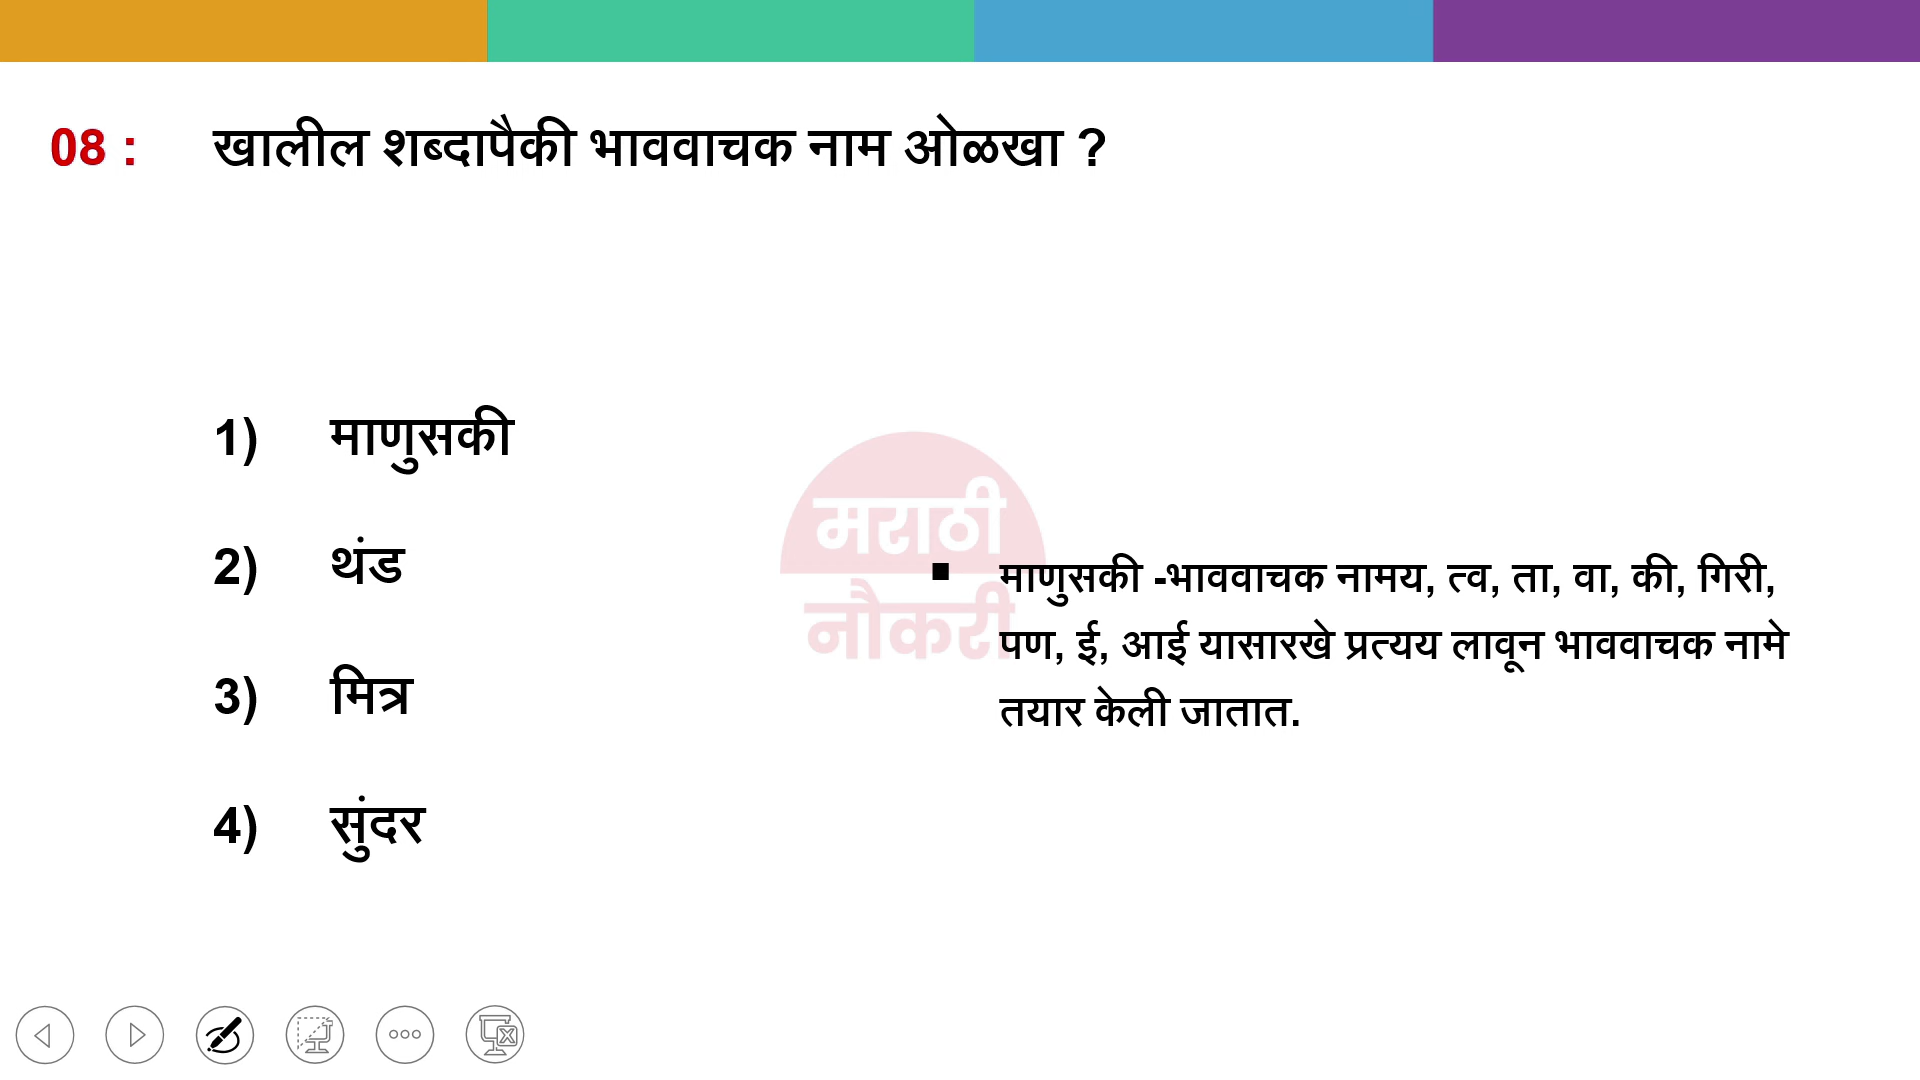 08 : खालील शब्दापैकी भाववाचक नाम ओळखा ?
1) माणुसकी
2) थंड
3) मित्र
4) सुंदर
मराठी
नौकरी
▪ माणुसकी -भाववाचक नामय, त्व, ता, वा, की, गिरी,
पण, ई, आई यासारखे प्रत्यय लावून भाववाचक नामे
तयार केली जातात.